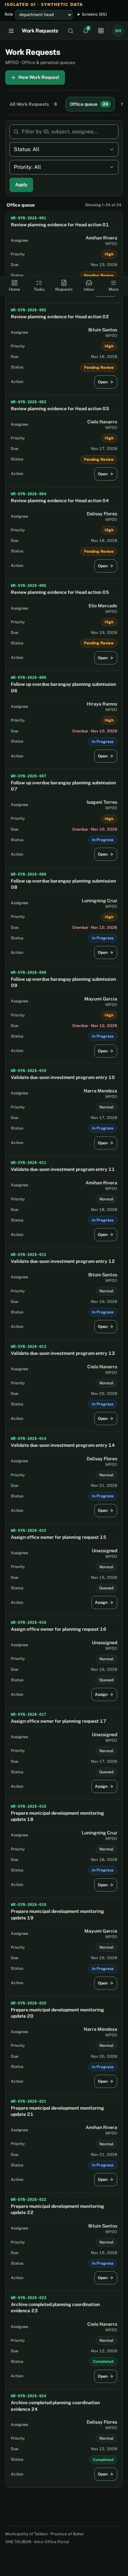 ISOLATED UI · SYNTHETIC DATA
Role department head ▸ Screens (65)
Work Requests DH
Work Requests
MPDO · Office & personal queues
+ New Work Request
All Work Requests Office queue 24
Filter by ID, subject, assignee...
Status: All
Priority: All
Apply
Office queue Showing 1–24 of 24
WR-SYN-2026-001
Review planning evidence for Head action 01
Assignee Amihan Rivera
MPDO
Priority High
Due Nov 15, 2026
Status Pending Review
Home Tasks Requests Inbox More
WR-SYN-2026-002
Review planning evidence for Head action 02
Assignee Bituin Santos
MPDO
Priority High
Due Nov 16, 2026
Status Pending Review
Action Open →
WR-SYN-2026-003
Review planning evidence for Head action 03
Assignee Cielo Navarro
MPDO
Priority High
Due Nov 17, 2026
Status Pending Review
Action Open →
WR-SYN-2026-004
Review planning evidence for Head action 04
Assignee Dalisay Flores
MPDO
Priority High
Due Nov 18, 2026
Status Pending Review
Action Open →
WR-SYN-2026-005
Review planning evidence for Head action 05
Assignee Elio Mercado
MPDO
Priority High
Due Nov 19, 2026
Status Pending Review
Action Open →
WR-SYN-2026-006
Follow up overdue barangay planning submission
06
Assignee Hiraya Ramos
MPDO
Priority High
Due Overdue · Nov 10, 2026
Status In Progress
Action Open →
WR-SYN-2026-007
Follow up overdue barangay planning submission
07
Assignee Isagani Torres
MPDO
Priority High
Due Overdue · Nov 10, 2026
Status In Progress
Action Open →
WR-SYN-2026-008
Follow up overdue barangay planning submission
08
Assignee Luningning Cruz
MPDO
Priority High
Due Overdue · Nov 10, 2026
Status In Progress
Action Open →
WR-SYN-2026-009
Follow up overdue barangay planning submission
09
Assignee Mayumi Garcia
MPDO
Priority High
Due Overdue · Nov 10, 2026
Status In Progress
Action Open →
WR-SYN-2026-010
Validate due-soon investment program entry 10
Assignee Narra Mendoza
MPDO
Priority Normal
Due Nov 17, 2026
Status In Progress
Action Open →
WR-SYN-2026-011
Validate due-soon investment program entry 11
Assignee Amihan Rivera
MPDO
Priority Normal
Due Nov 18, 2026
Status In Progress
Action Open →
WR-SYN-2026-012
Validate due-soon investment program entry 12
Assignee Bituin Santos
MPDO
Priority Normal
Due Nov 19, 2026
Status In Progress
Action Open →
WR-SYN-2026-013
Validate due-soon investment program entry 13
Assignee Cielo Navarro
MPDO
Priority Normal
Due Nov 20, 2026
Status In Progress
Action Open →
WR-SYN-2026-014
Validate due-soon investment program entry 14
Assignee Dalisay Flores
MPDO
Priority Normal
Due Nov 21, 2026
Status In Progress
Action Open →
WR-SYN-2026-015
Assign office owner for planning request 15
Assignee Unassigned
MPDO
Priority Normal
Due Nov 15, 2026
Status Queued
Action Assign →
WR-SYN-2026-016
Assign office owner for planning request 16
Assignee Unassigned
MPDO
Priority Normal
Due Nov 16, 2026
Status Queued
Action Assign →
WR-SYN-2026-017
Assign office owner for planning request 17
Assignee Unassigned
MPDO
Priority Normal
Due Nov 17, 2026
Status Queued
Action Assign →
WR-SYN-2026-018
Prepare municipal development monitoring
update 18
Assignee Luningning Cruz
MPDO
Priority Normal
Due Nov 18, 2026
Status In Progress
Action Open →
WR-SYN-2026-019
Prepare municipal development monitoring
update 19
Assignee Mayumi Garcia
MPDO
Priority Normal
Due Nov 19, 2026
Status In Progress
Action Open →
WR-SYN-2026-020
Prepare municipal development monitoring
update 20
Assignee Narra Mendoza
MPDO
Priority Normal
Due Nov 20, 2026
Status In Progress
Action Open →
WR-SYN-2026-021
Prepare municipal development monitoring
update 21
Assignee Amihan Rivera
MPDO
Priority Normal
Due Nov 21, 2026
Status In Progress
Action Open →
WR-SYN-2026-022
Prepare municipal development monitoring
update 22
Assignee Bituin Santos
MPDO
Priority Normal
Due Nov 15, 2026
Status In Progress
Action Open →
WR-SYN-2026-023
Archive completed planning coordination
evidence 23
Assignee Cielo Navarro
MPDO
Priority Normal
Due Nov 12, 2026
Status Completed
Action Open →
WR-SYN-2026-024
Archive completed planning coordination
evidence 24
Assignee Dalisay Flores
MPDO
Priority Normal
Due Nov 12, 2026
Status Completed
Action Open →
Municipality of Talibon · Province of Bohol
ONE TALIBON · Intra-Office Portal